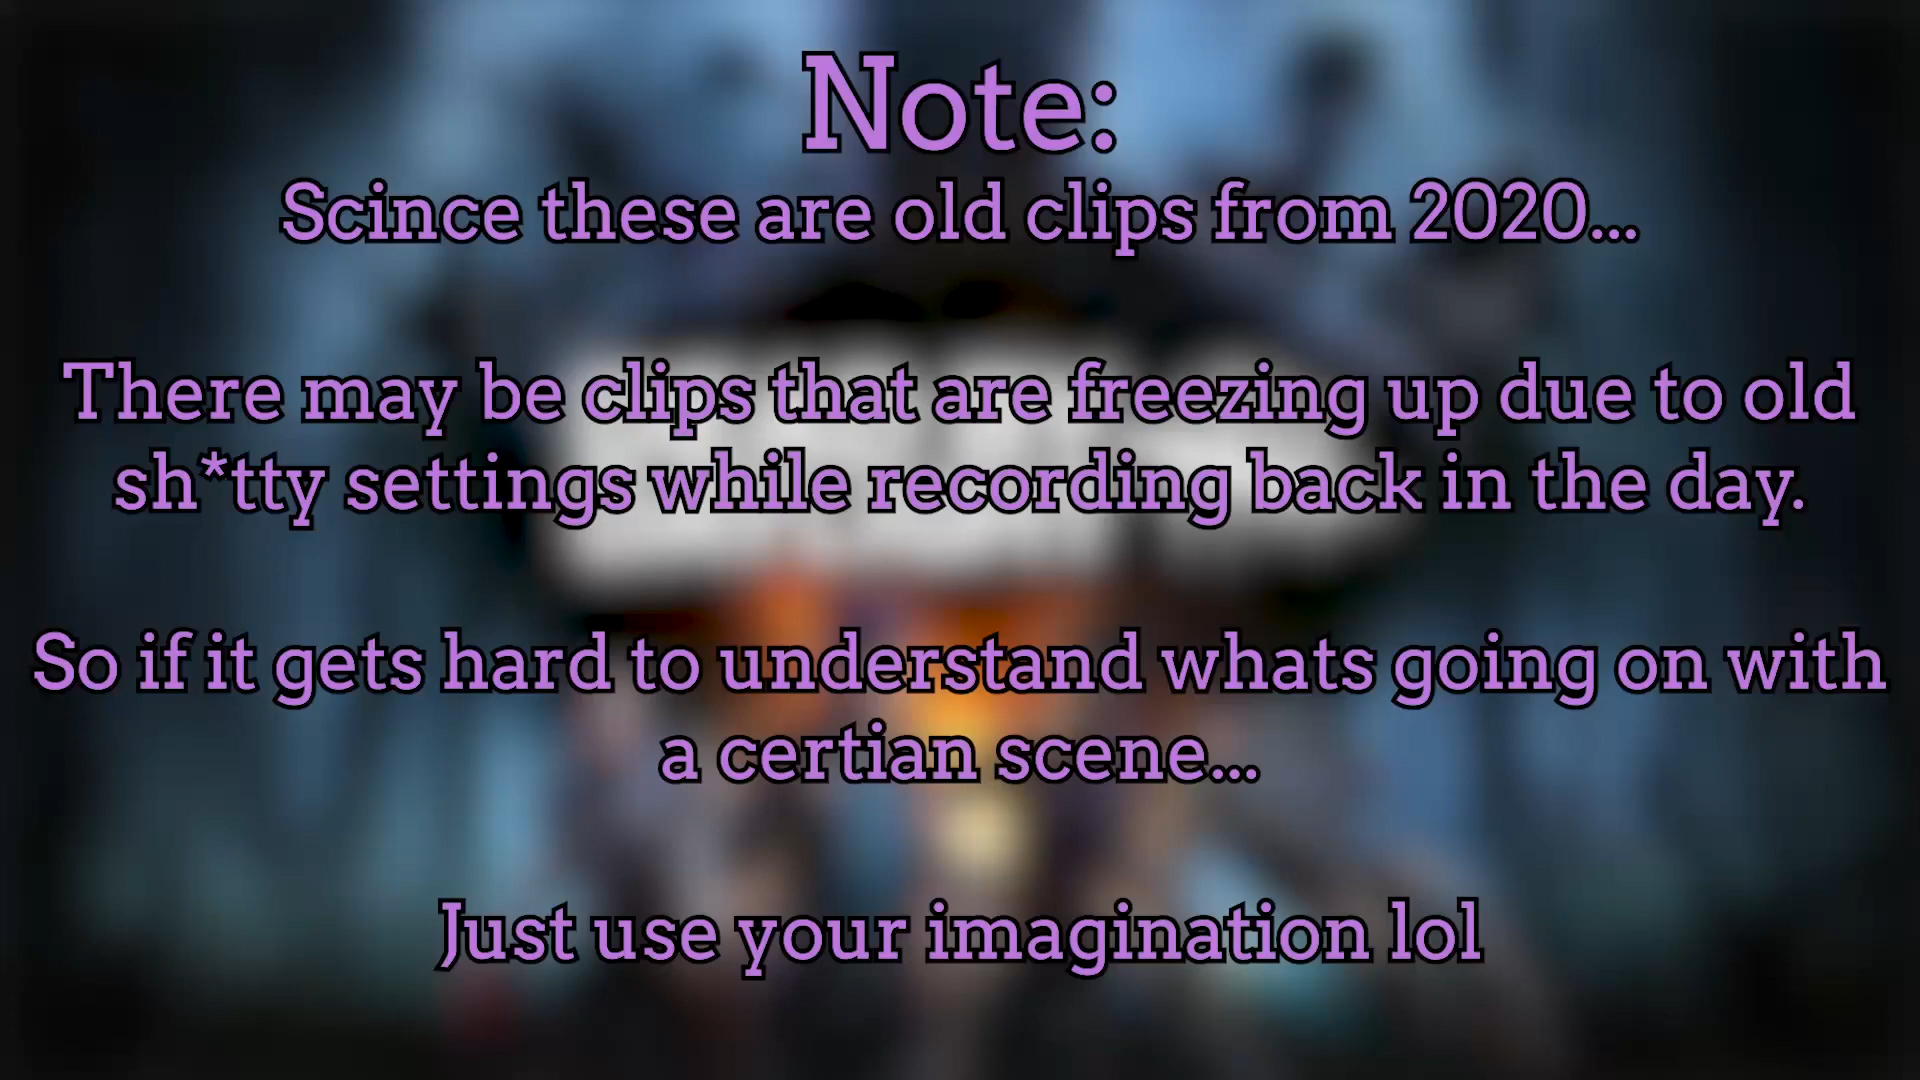 Note:
Scince these are old clips from 2020...
There may be clips that are freezing up due to old
sh*tty settings while recording back in the day.
So if it gets hard to understand whats going on with
a certian scene...
Just use your imagination lol